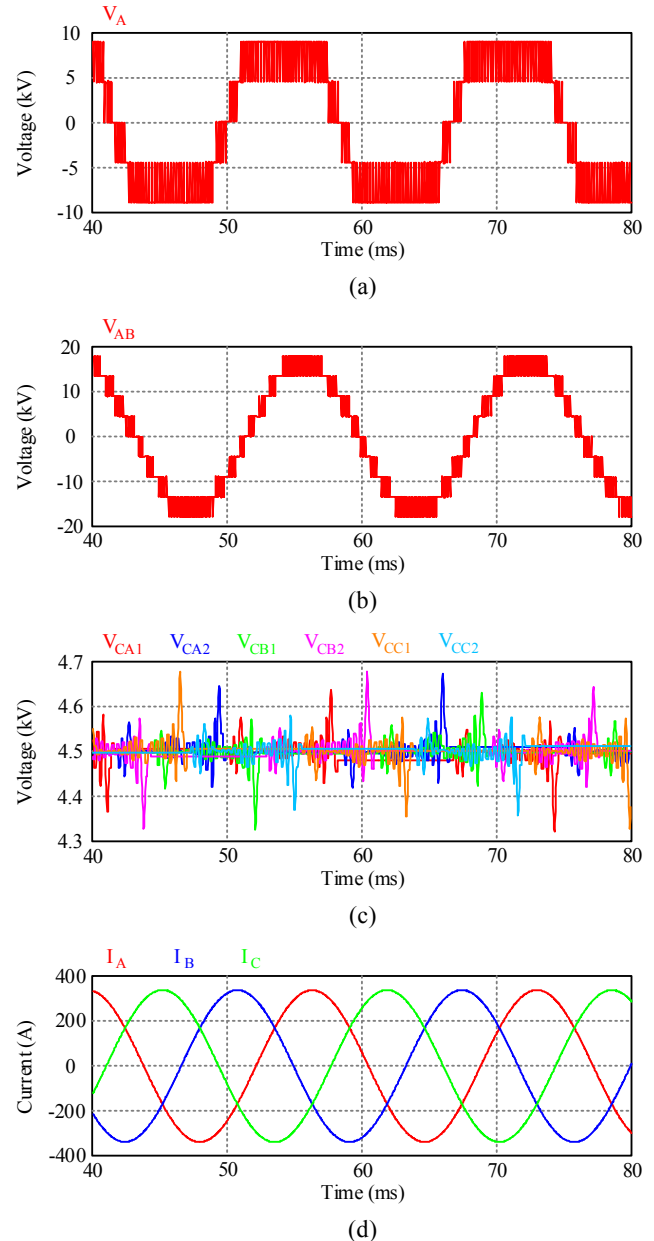 V_A
10
5
0
-5
-10
Voltage (kV)
40 50 60 70 80
Time (ms)
(a)
V_AB
20
10
0
-10
-20
Voltage (kV)
40 50 60 70 80
Time (ms)
(b)
V_CA1 V_CA2 V_CB1 V_CB2 V_CC1 V_CC2
4.7
4.6
4.5
4.4
4.3
Voltage (kV)
40 50 60 70 80
Time (ms)
(c)
I_A I_B I_C
400
200
0
-200
-400
Current (A)
40 50 60 70 80
Time (ms)
(d)